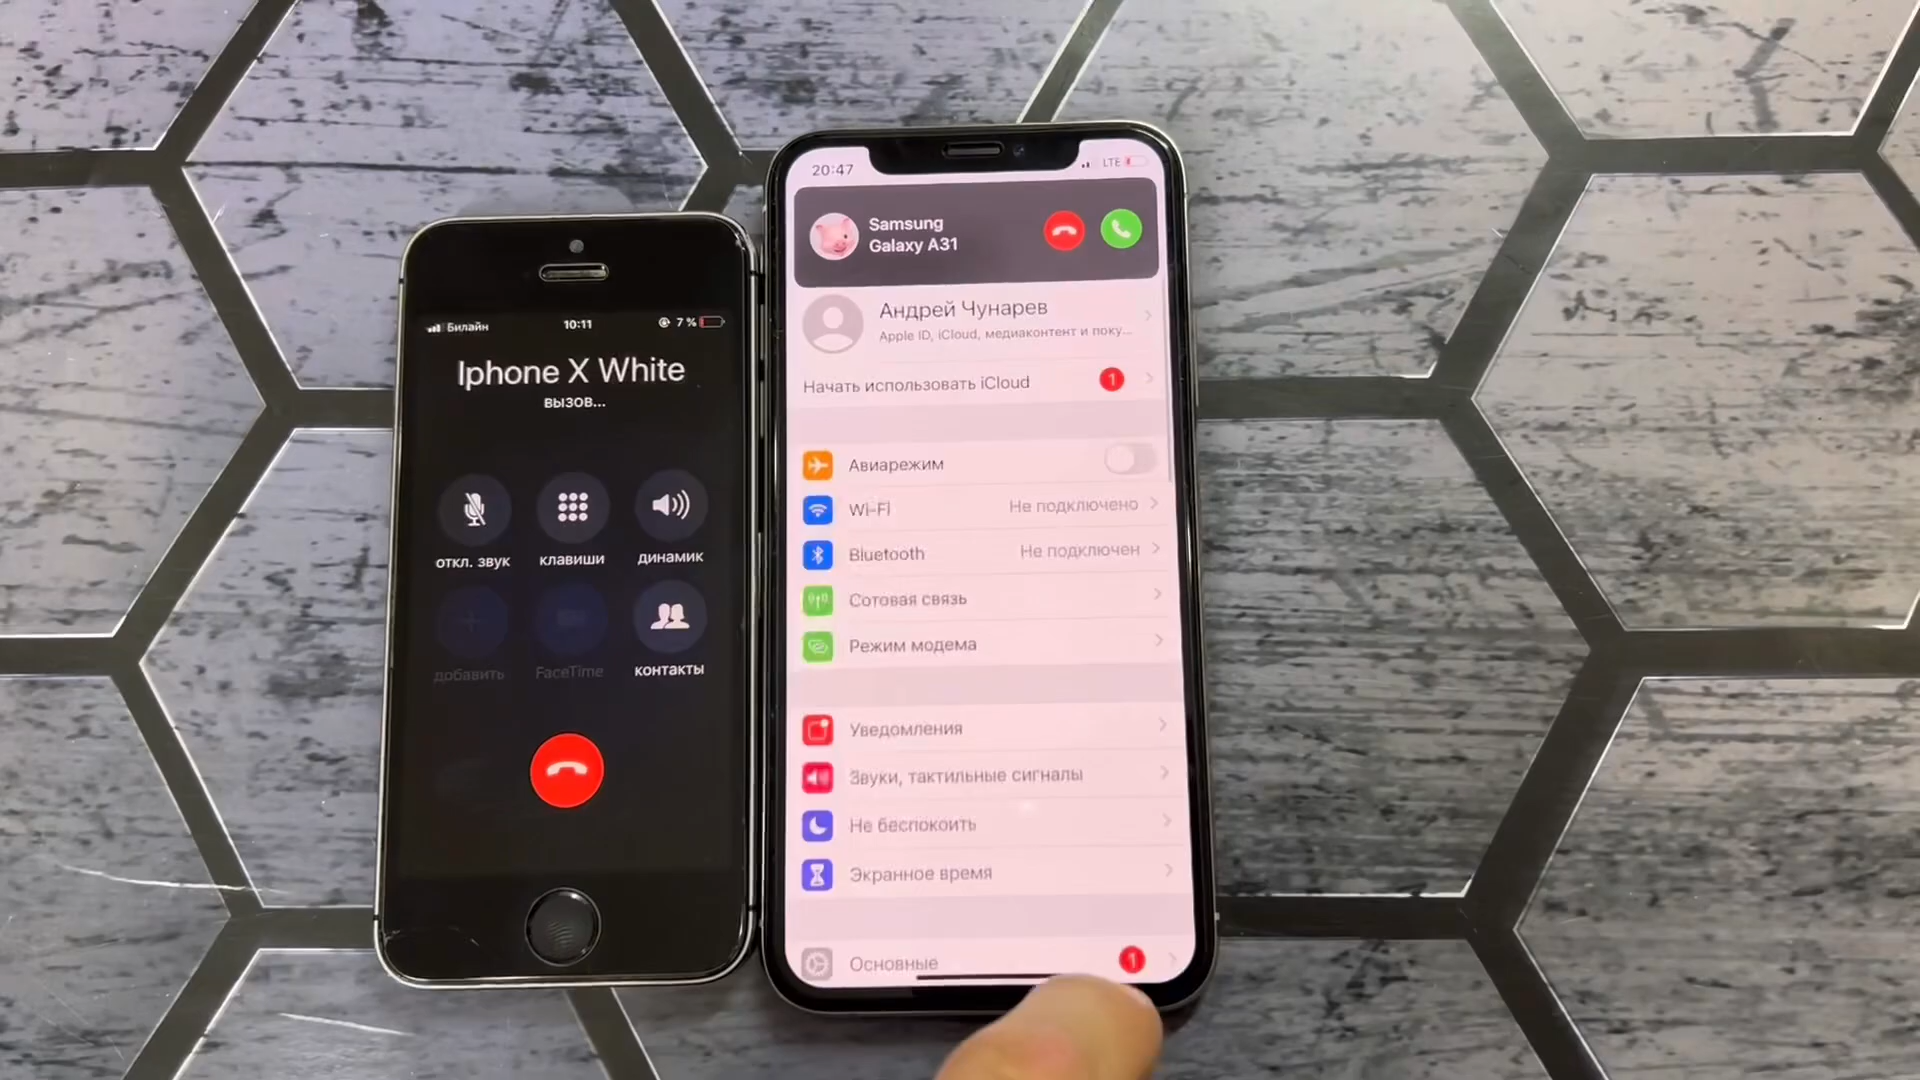 Билайн
10:11
7 %
Iphone X White
вызов...
откл. звук
клавиши
динамик
добавить
FaceTime
контакты
20:47
LTE
Samsung
Galaxy A31
Андрей Чунарев
Apple ID, iCloud, медиаконтент и поку...
Начать использовать iCloud
1
Авиарежим
Wi-Fi
Не подключено
Bluetooth
Не подключен
Сотовая связь
Режим модема
Уведомления
Звуки, тактильные сигналы
Не беспокоить
Экранное время
Основные
1